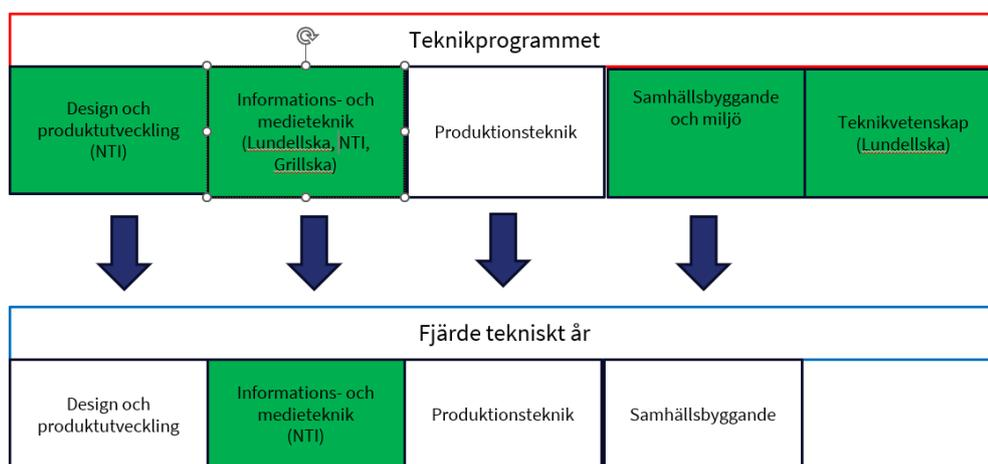 Teknikprogrammet
Design och
produktutveckling
(NTI)
Informations- och
medieteknik
(Lundellska, NTI,
Grillska)
Produktionsteknik
Samhällsbyggande
och miljö
Teknikvetenskap
(Lundellska)
Fjärde tekniskt år
Design och
produktutveckling
Informations- och
medieteknik
(NTI)
Produktionsteknik
Samhällsbyggande